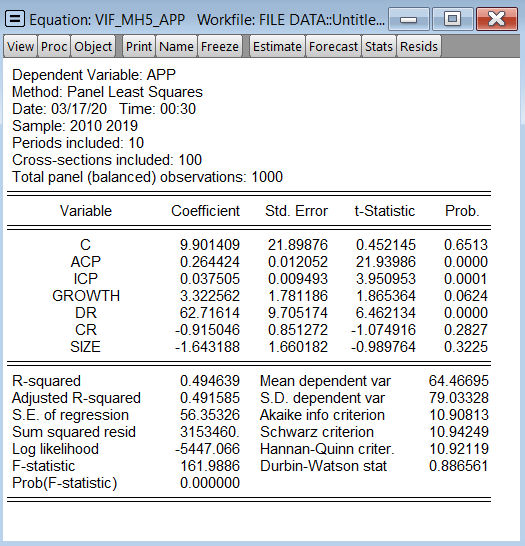 Equation: VIF_MH5_APP Workfile: FILE DATA::Untitle...
View Proc Object Print Name Freeze Estimate Forecast Stats Resids
Dependent Variable: APP
Method: Panel Least Squares
Date: 03/17/20 Time: 00:30
Sample: 2010 2019
Periods included: 10
Cross-sections included: 100
Total panel (balanced) observations: 1000
Variable Coefficient Std. Error t-Statistic Prob.
C 9.901409 21.89876 0.452145 0.6513
ACP 0.264424 0.012052 21.93986 0.0000
ICP 0.037505 0.009493 3.950953 0.0001
GROWTH 3.322562 1.781186 1.865364 0.0624
DR 62.71614 9.705174 6.462134 0.0000
CR -0.915046 0.851272 -1.074916 0.2827
SIZE -1.643188 1.660182 -0.989764 0.3225
R-squared 0.494639 Mean dependent var 64.46695
Adjusted R-squared 0.491585 S.D. dependent var 79.03328
S.E. of regression 56.35326 Akaike info criterion 10.90813
Sum squared resid 3153460. Schwarz criterion 10.94249
Log likelihood -5447.066 Hannan-Quinn criter. 10.92119
F-statistic 161.9886 Durbin-Watson stat 0.886561
Prob(F-statistic) 0.000000